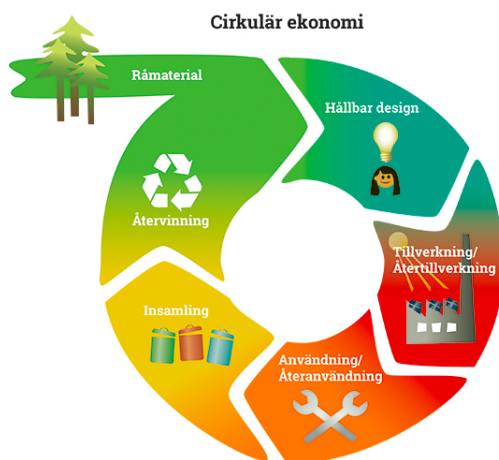 Cirkulär ekonomi
Råmaterial
Hållbar design
Tillverkning/
Återtillverkning
Användning/
Återanvändning
Insamling
Återvinning